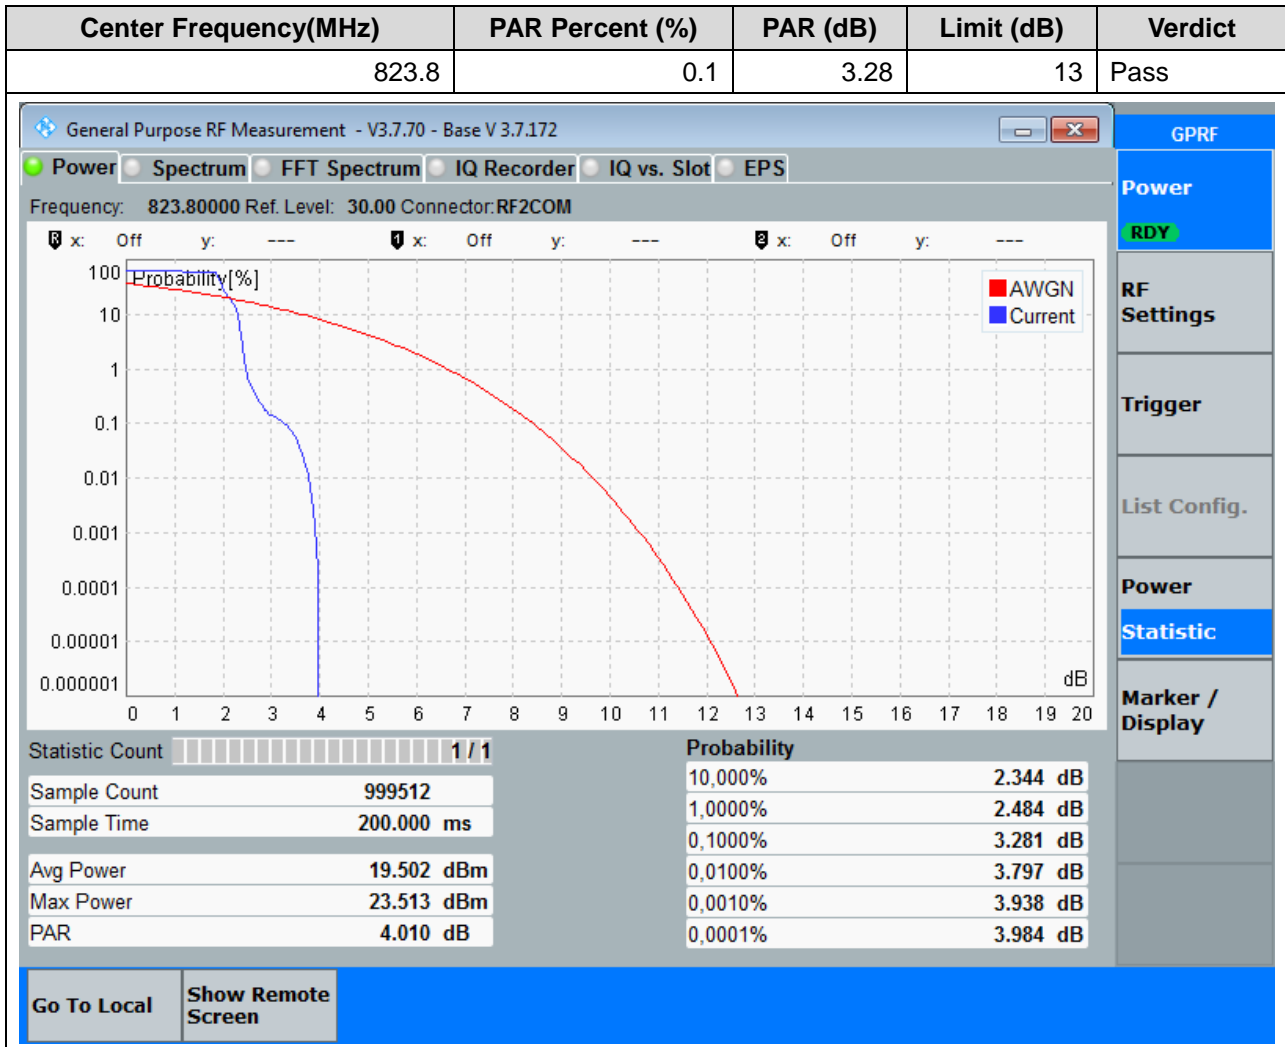 Center Frequency(MHz) PAR Percent (%) PAR (dB) Limit (dB) Verdict
823.8 0.1 3.28 13 Pass
General Purpose RF Measurement - V3.7.70 - Base V 3.7.172
GPRF
Power Spectrum FFT Spectrum IQ Recorder IQ vs. Slot EPS
Power
RDY
Frequency: 823.80000 Ref. Level: 30.00 Connector:RF2COM
R x: Off y: --- 1 x: Off y: --- 2 x: Off y: ---
Probability[%]
100
10
1
0.1
0.01
0.001
0.0001
0.00001
0.000001
AWGN
Current
dB
0 1 2 3 4 5 6 7 8 9 10 11 12 13 14 15 16 17 18 19 20
RF
Settings
Trigger
List Config.
Power
Statistic
Marker /
Display
Statistic Count 1 / 1
Sample Count 999512
Sample Time 200.000 ms
Avg Power 19.502 dBm
Max Power 23.513 dBm
PAR 4.010 dB
Probability
10,000% 2.344 dB
1,0000% 2.484 dB
0,1000% 3.281 dB
0,0100% 3.797 dB
0,0010% 3.938 dB
0,0001% 3.984 dB
Go To Local
Show Remote
Screen